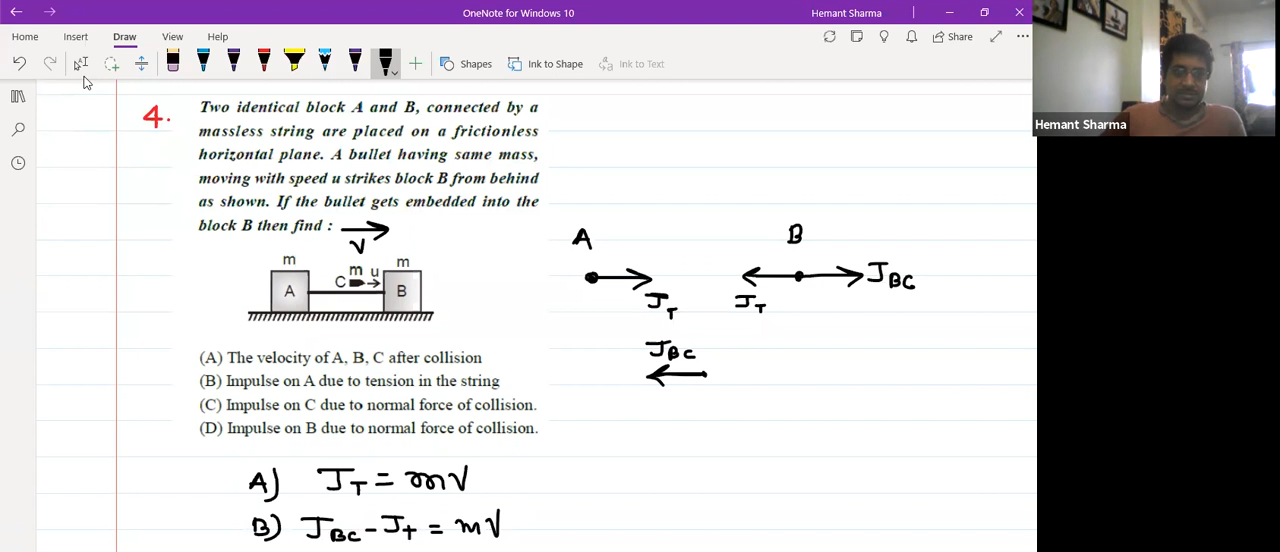 OneNote for Windows 10
Hemant Sharma
Home Insert Draw View Help
Share
Shapes Ink to Shape Ink to Text
Hemant Sharma
4.
Two identical block A and B, connected by a
massless string are placed on a frictionless
horizontal plane. A bullet having same mass,
moving with speed u strikes block B from behind
as shown. If the bullet gets embedded into the
block B then find :
V
m m u m
A C B
(A) The velocity of A, B, C after collision
(B) Impulse on A due to tension in the string
(C) Impulse on C due to normal force of collision.
(D) Impulse on B due to normal force of collision.
A B
J_T J_T J_BC
J_BC
A) J_T = mV
B) J_BC - J_T = mV